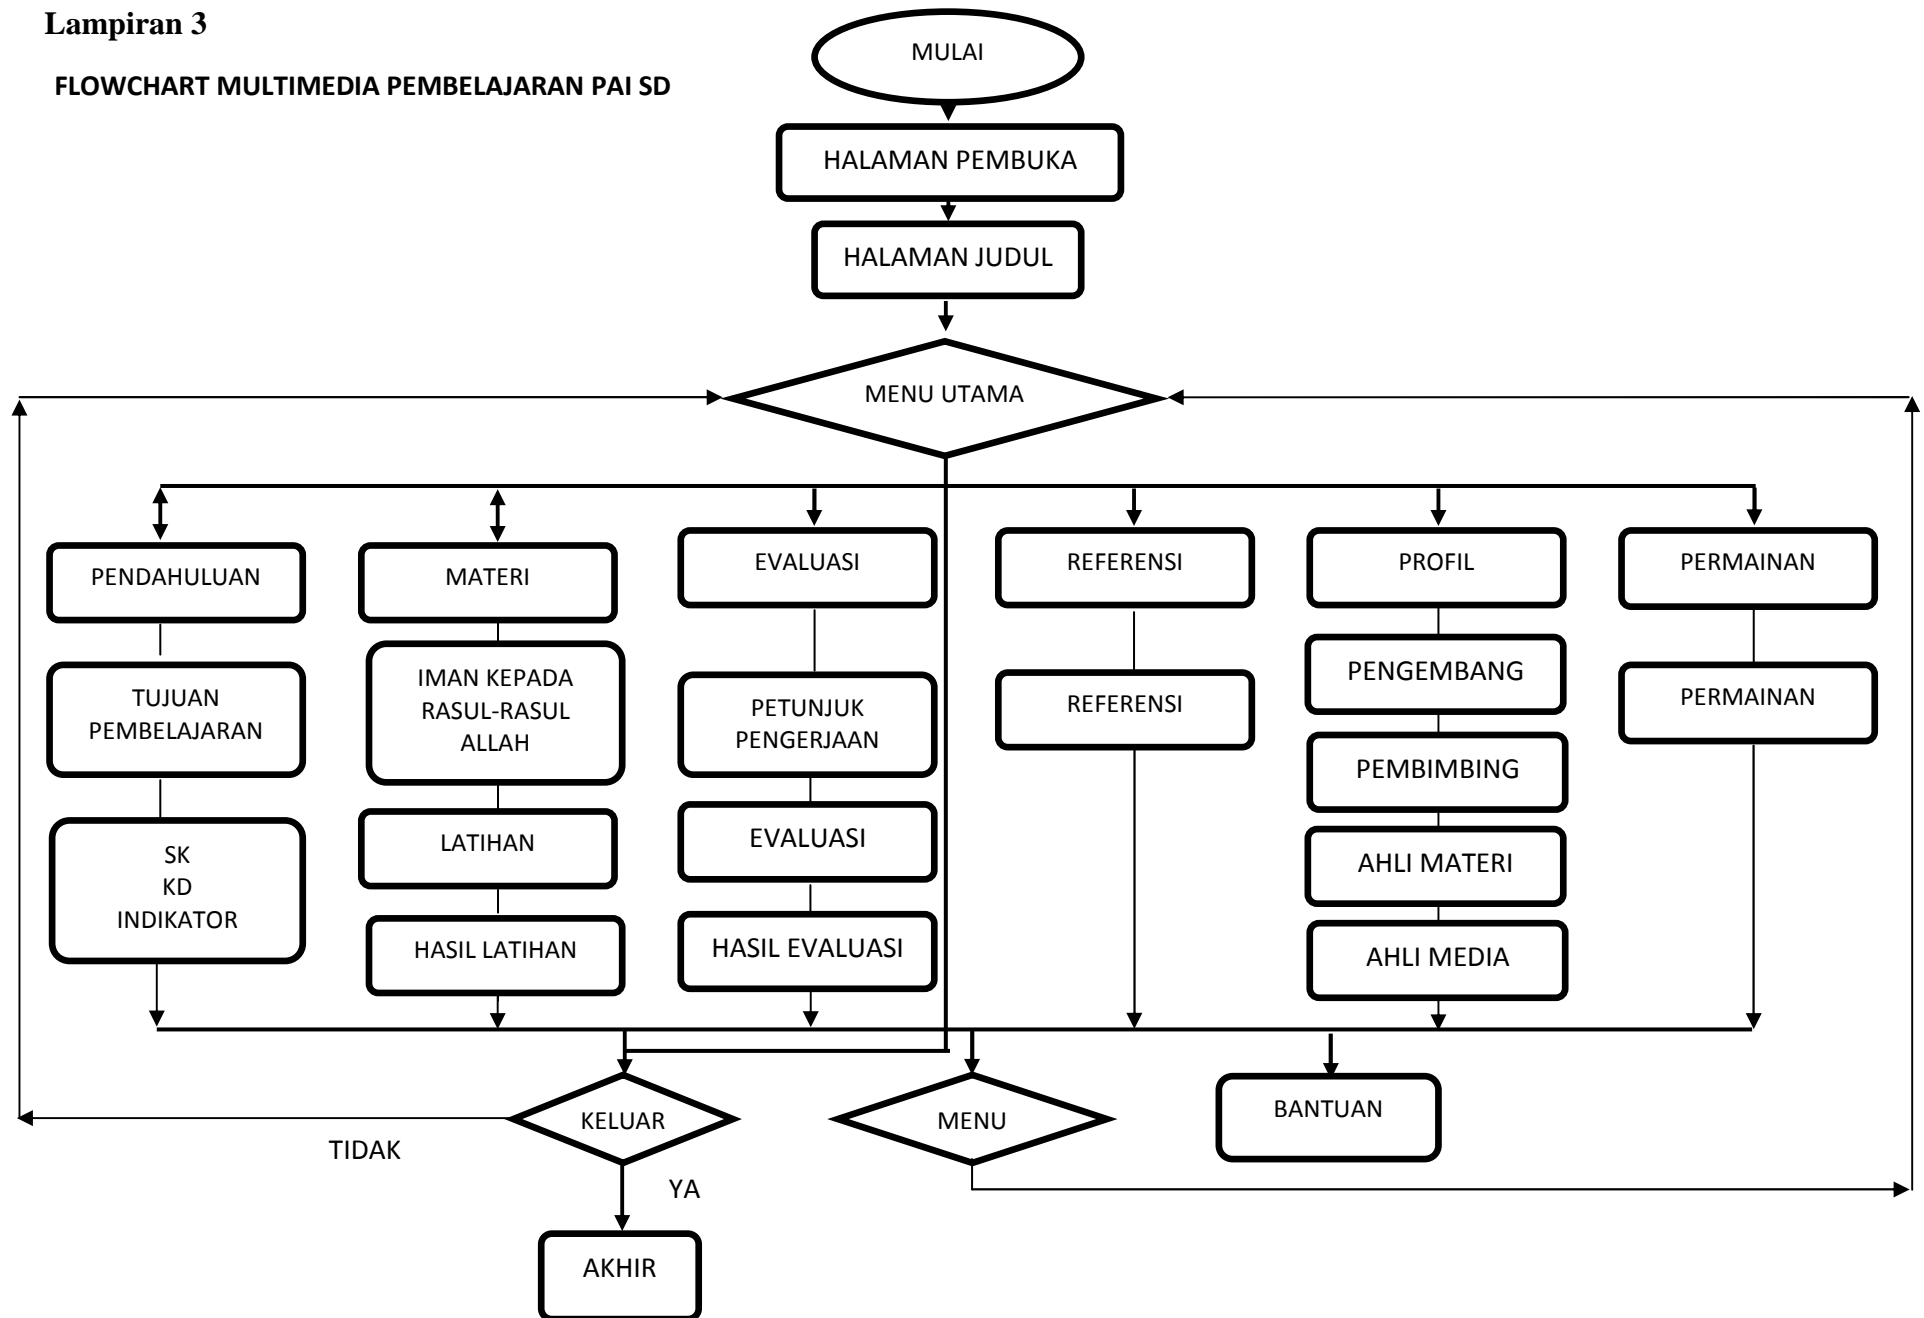 Lampiran 3
FLOWCHART MULTIMEDIA PEMBELAJARAN PAI SD
MULAI
HALAMAN PEMBUKA
HALAMAN JUDUL
MENU UTAMA
PENDAHULUAN
MATERI
EVALUASI
REFERENSI
PROFIL
PERMAINAN
TUJUAN
PEMBELAJARAN
IMAN KEPADA
RASUL-RASUL
ALLAH
PETUNJUK
PENGERJAAN
REFERENSI
PENGEMBANG
PERMAINAN
PEMBIMBING
SK
KD
INDIKATOR
LATIHAN
EVALUASI
AHLI MATERI
HASIL LATIHAN
HASIL EVALUASI
AHLI MEDIA
KELUAR
MENU
BANTUAN
TIDAK
YA
AKHIR